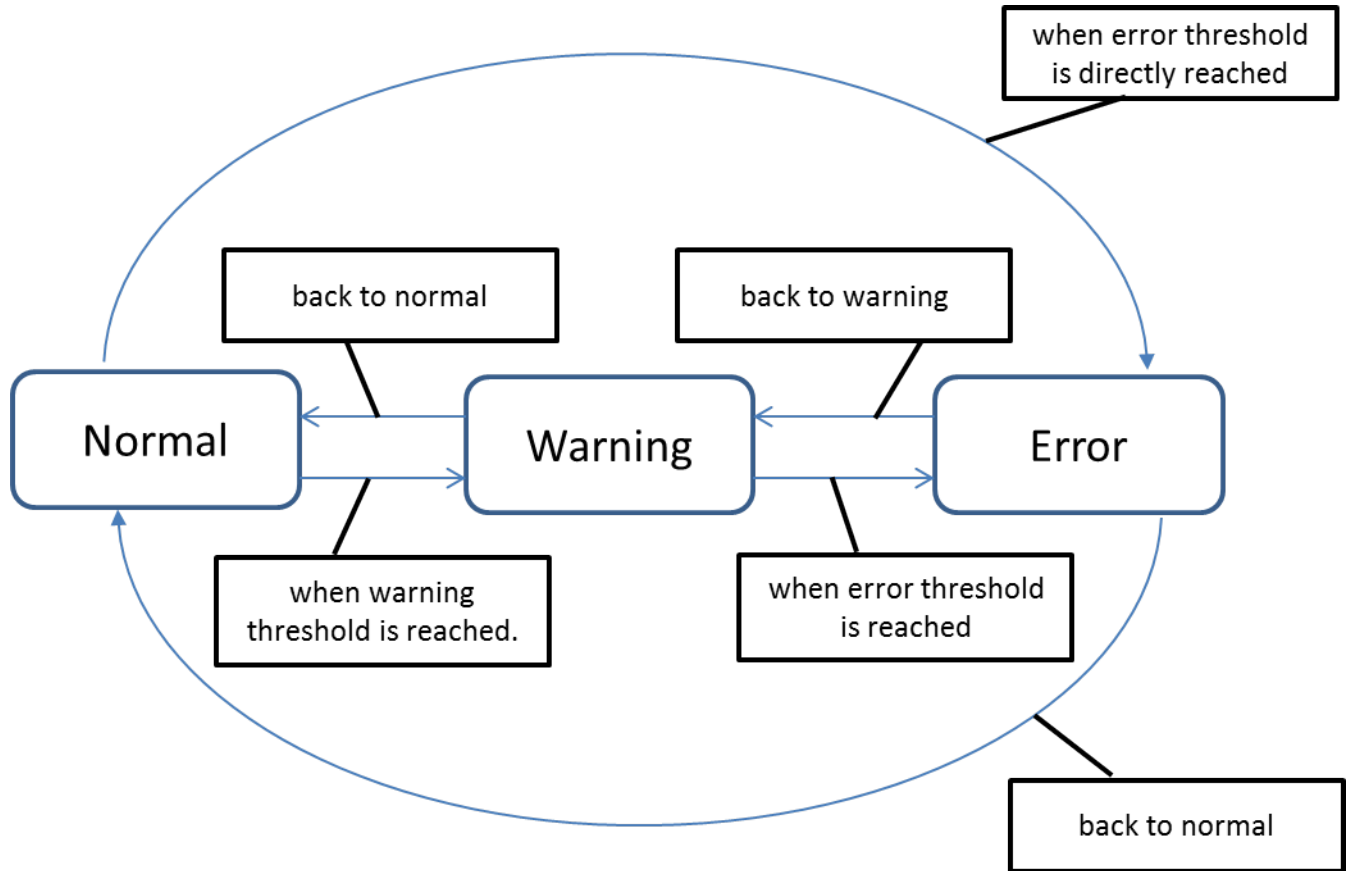 when error threshold
is directly reached
back to normal
back to warning
Normal
Warning
Error
when warning
threshold is reached.
when error threshold
is reached
back to normal